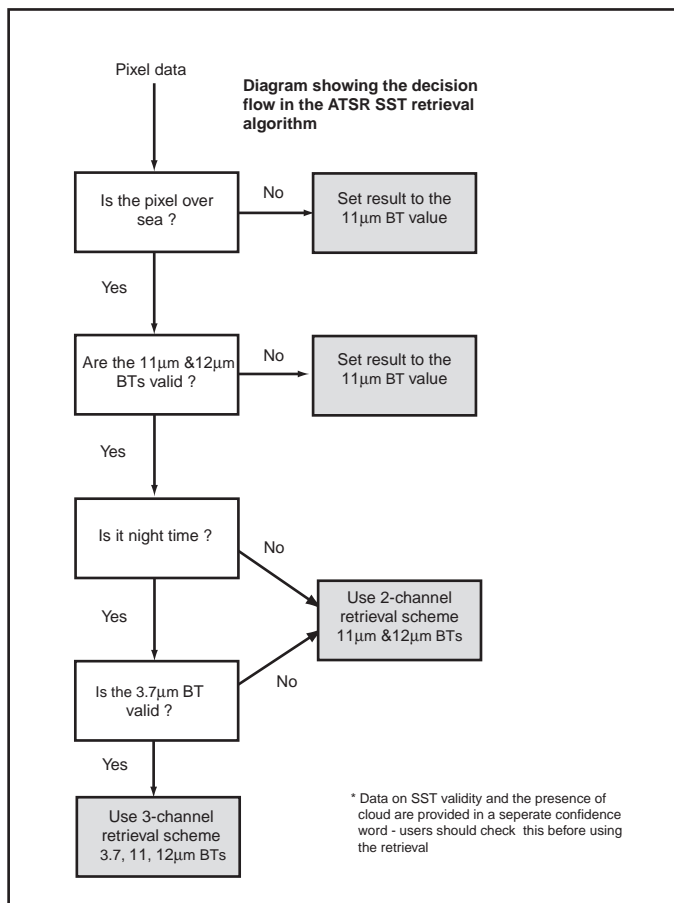 Pixel data
Diagram showing the decision
flow in the ATSR SST retrieval
algorithm
Is the pixel over
sea ?
No
Set result to the
11µm BT value
Yes
Are the 11µm &12µm
BTs valid ?
No
Set result to the
11µm BT value
Yes
Is it night time ?
No
Use 2-channel
retrieval scheme
11µm &12µm BTs
Yes
Is the 3.7µm BT
valid ?
No
Yes
Use 3-channel
retrieval scheme
3.7, 11, 12µm BTs
* Data on SST validity and the presence of
cloud are provided in a seperate confidence
word - users should check this before using
the retrieval